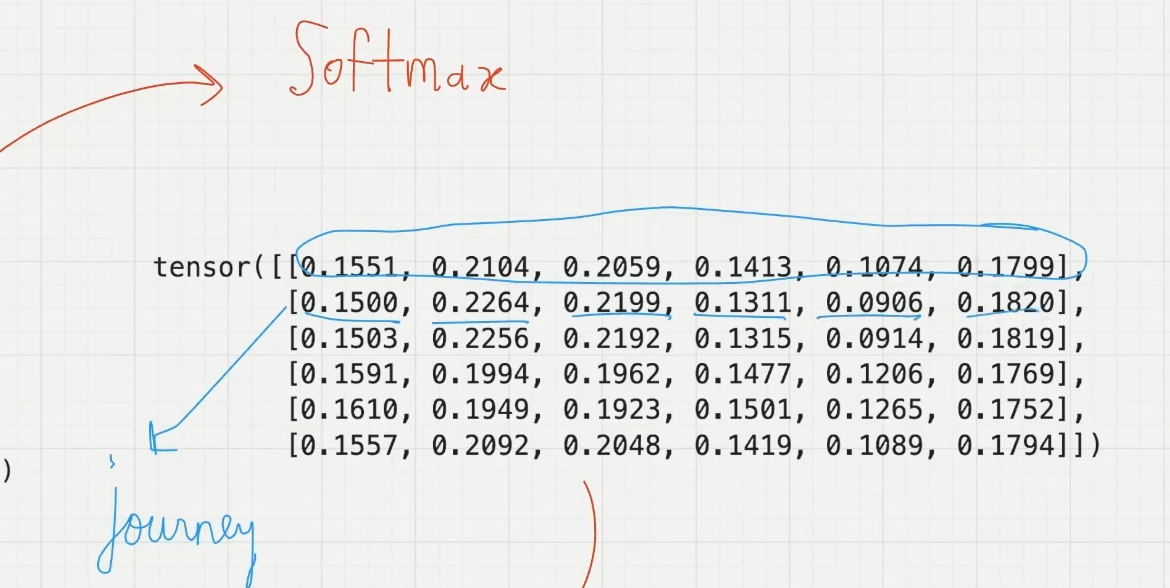 Softmax
tensor([[0.1551, 0.2104, 0.2059, 0.1413, 0.1074, 0.1799],
[0.1500, 0.2264, 0.2199, 0.1311, 0.0906, 0.1820],
[0.1503, 0.2256, 0.2192, 0.1315, 0.0914, 0.1819],
[0.1591, 0.1994, 0.1962, 0.1477, 0.1206, 0.1769],
[0.1610, 0.1949, 0.1923, 0.1501, 0.1265, 0.1752],
[0.1557, 0.2092, 0.2048, 0.1419, 0.1089, 0.1794]])
)
journey